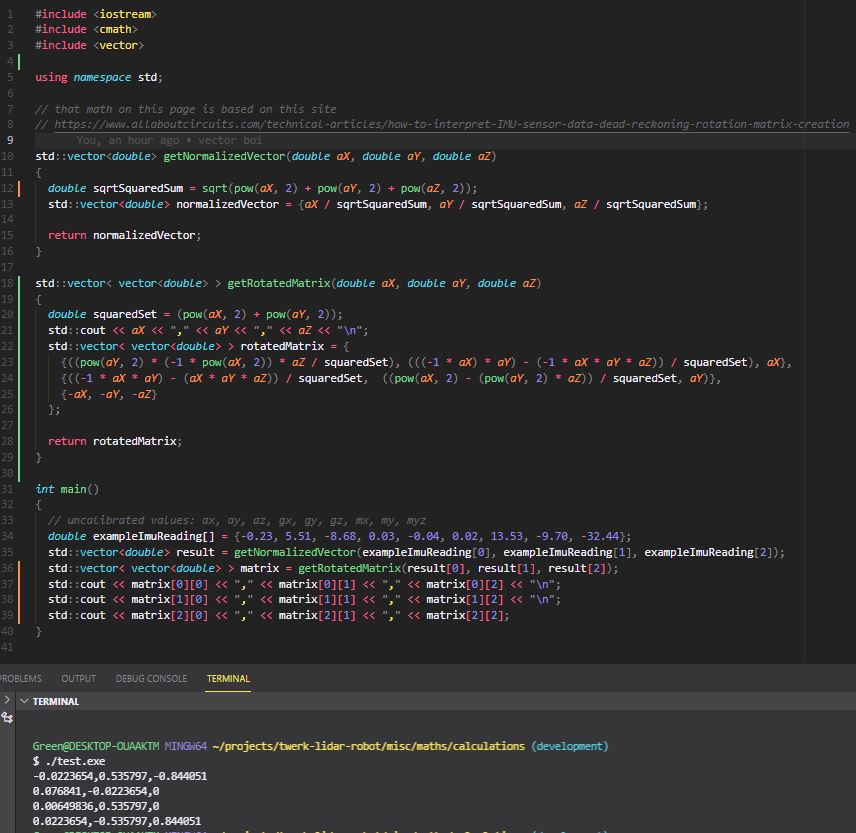 1 #include <iostream>
2 #include <cmath>
3 #include <vector>
4
5 using namespace std;
6
7 // that math on this page is based on this site
8 // https://www.allaboutcircuits.com/technical-articles/how-to-interpret-IMU-sensor-data-dead-reckoning-rotation-matrix-creation
9 You, an hour ago • vector boi
10 std::vector<double> getNormalizedVector(double aX, double aY, double aZ)
11 {
12 double sqrtSquaredSum = sqrt(pow(aX, 2) + pow(aY, 2) + pow(aZ, 2));
13 std::vector<double> normalizedVector = {aX / sqrtSquaredSum, aY / sqrtSquaredSum, aZ / sqrtSquaredSum};
14
15 return normalizedVector;
16 }
17
18 std::vector< vector<double> > getRotatedMatrix(double aX, double aY, double aZ)
19 {
20 double squaredSet = (pow(aX, 2) + pow(aY, 2));
21 std::cout << aX << "," << aY << "," << aZ << "\n";
22 std::vector< vector<double> > rotatedMatrix = {
23 {((pow(aY, 2) * (-1 * pow(aX, 2)) * aZ / squaredSet), (((-1 * aX) * aY) - (-1 * aX * aY * aZ)) / squaredSet), aX},
24 {((-1 * aX * aY) - (aX * aY * aZ)) / squaredSet, ((pow(aX, 2) - (pow(aY, 2) * aZ)) / squaredSet, aY)},
25 {-aX, -aY, -aZ}
26 };
27
28 return rotatedMatrix;
29 }
30
31 int main()
32 {
33 // uncalibrated values: ax, ay, az, gx, gy, gz, mx, my, myz
34 double exampleImuReading[] = {-0.23, 5.51, -8.68, 0.03, -0.04, 0.02, 13.53, -9.70, -32.44};
35 std::vector<double> result = getNormalizedVector(exampleImuReading[0], exampleImuReading[1], exampleImuReading[2]);
36 std::vector< vector<double> > matrix = getRotatedMatrix(result[0], result[1], result[2]);
37 std::cout << matrix[0][0] << "," << matrix[0][1] << "," << matrix[0][2] << "\n";
38 std::cout << matrix[1][0] << "," << matrix[1][1] << "," << matrix[1][2] << "\n";
39 std::cout << matrix[2][0] << "," << matrix[2][1] << "," << matrix[2][2];
40 }
41
PROBLEMS OUTPUT DEBUG CONSOLE TERMINAL
TERMINAL
Green@DESKTOP-OUAAKTM MINGW64 ~/projects/twerk-lidar-robot/misc/maths/calculations (development)
$ ./test.exe
-0.0223654,0.535797,-0.844051
0.076841,-0.0223654,0
0.00649836,0.535797,0
0.0223654,-0.535797,0.844051